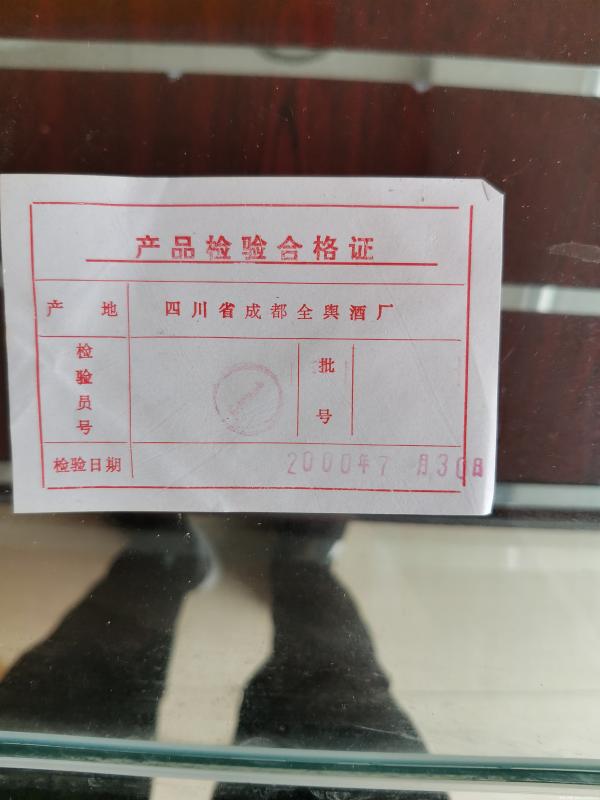 产品检验合格证
产 地 四川省成都全舆酒厂
检验员号 批号
检验日期 2000年7月30日